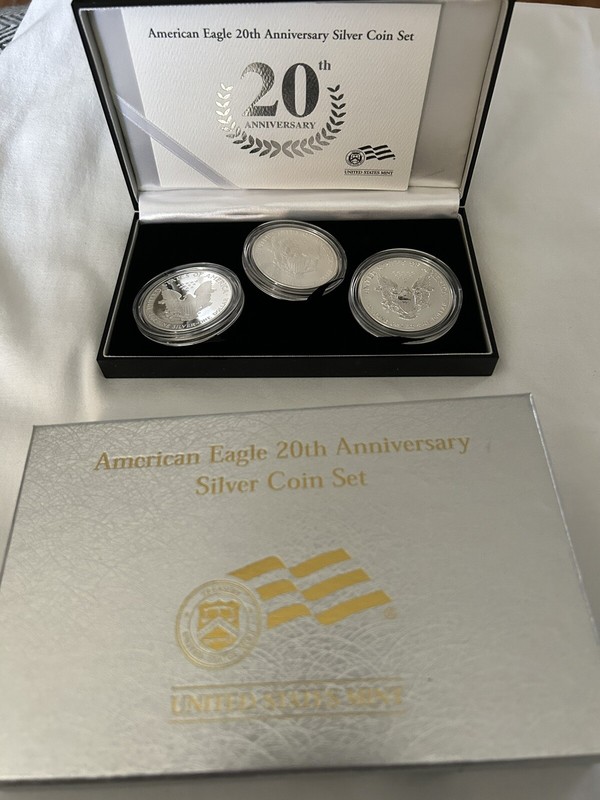 American Eagle 20th Anniversary Silver Coin Set
20th
ANNIVERSARY
UNITED STATES MINT
American Eagle 20th Anniversary
Silver Coin Set
UNITED STATES MINT